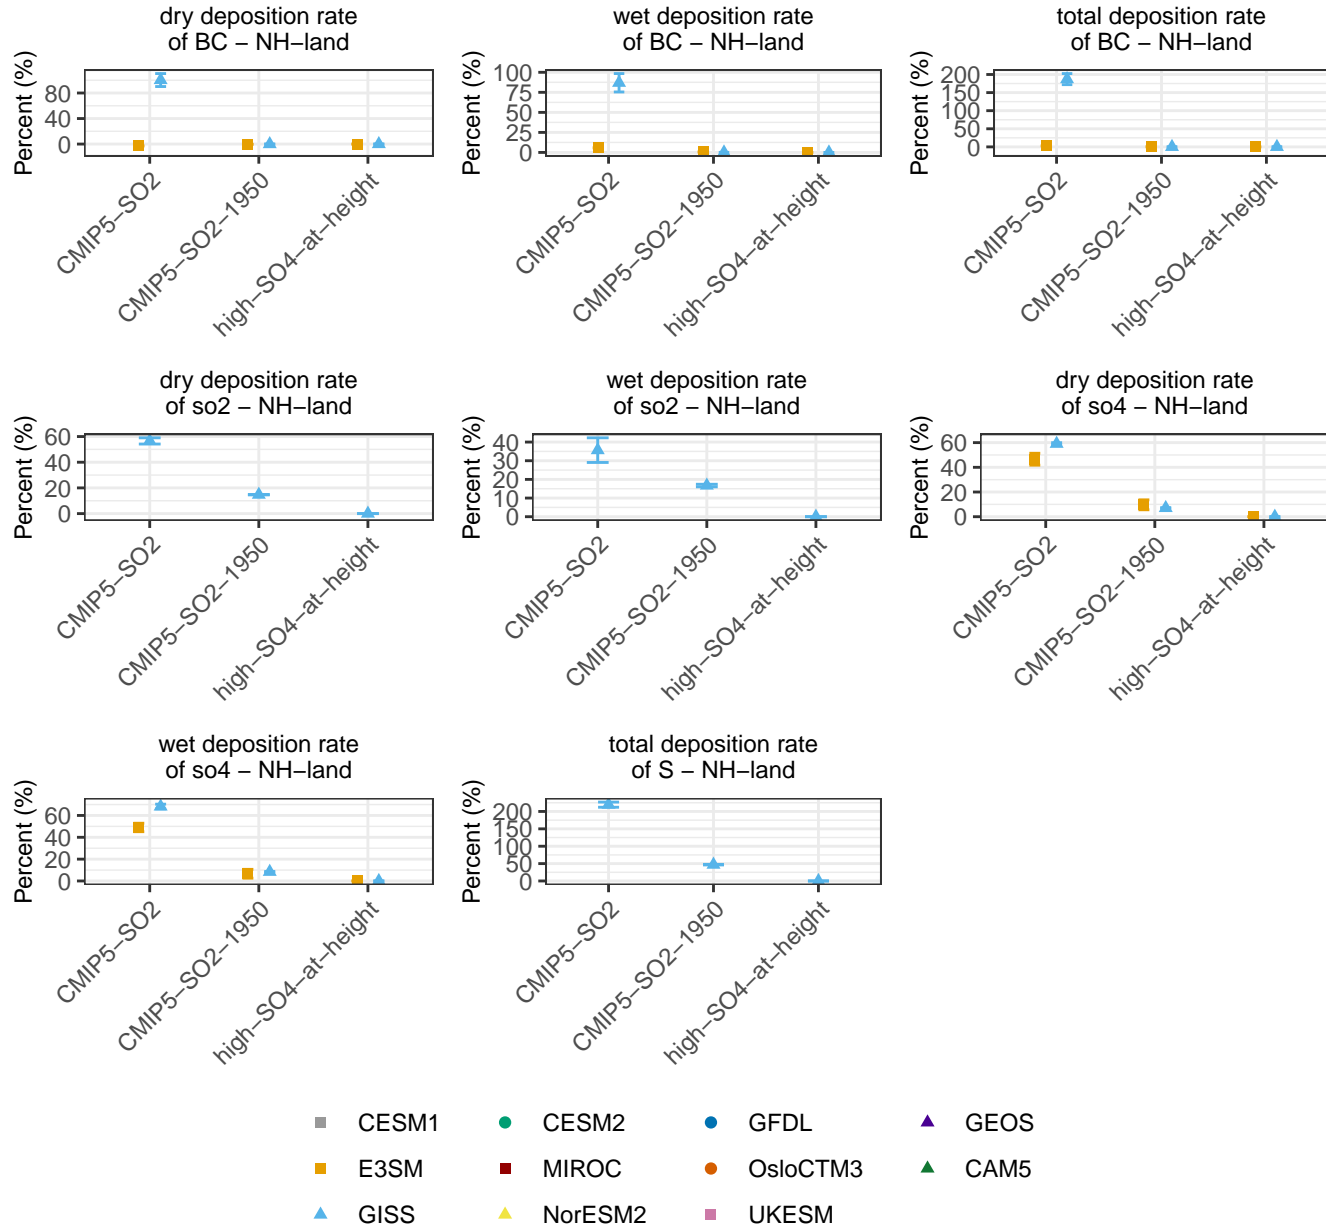 dry deposition rate
of BC − NH−land
wet deposition rate
of BC − NH−land
total deposition rate
of BC − NH−land
Percent (%)
80
40
0
CMIP5−SO2
CMIP5−SO2−1950
high−SO4−at−height
Percent (%)
100
75
50
25
0
CMIP5−SO2
CMIP5−SO2−1950
high−SO4−at−height
Percent (%)
200
150
100
50
0
CMIP5−SO2
CMIP5−SO2−1950
high−SO4−at−height
dry deposition rate
of so2 − NH−land
wet deposition rate
of so2 − NH−land
dry deposition rate
of so4 − NH−land
Percent (%)
60
40
20
0
CMIP5−SO2
CMIP5−SO2−1950
high−SO4−at−height
Percent (%)
40
30
20
10
0
CMIP5−SO2
CMIP5−SO2−1950
high−SO4−at−height
Percent (%)
60
40
20
0
CMIP5−SO2
CMIP5−SO2−1950
high−SO4−at−height
wet deposition rate
of so4 − NH−land
total deposition rate
of S − NH−land
Percent (%)
60
40
20
0
CMIP5−SO2
CMIP5−SO2−1950
high−SO4−at−height
Percent (%)
200
150
100
50
0
CMIP5−SO2
CMIP5−SO2−1950
high−SO4−at−height
CESM1 CESM2 GFDL GEOS
E3SM MIROC OsloCTM3 CAM5
GISS NorESM2 UKESM